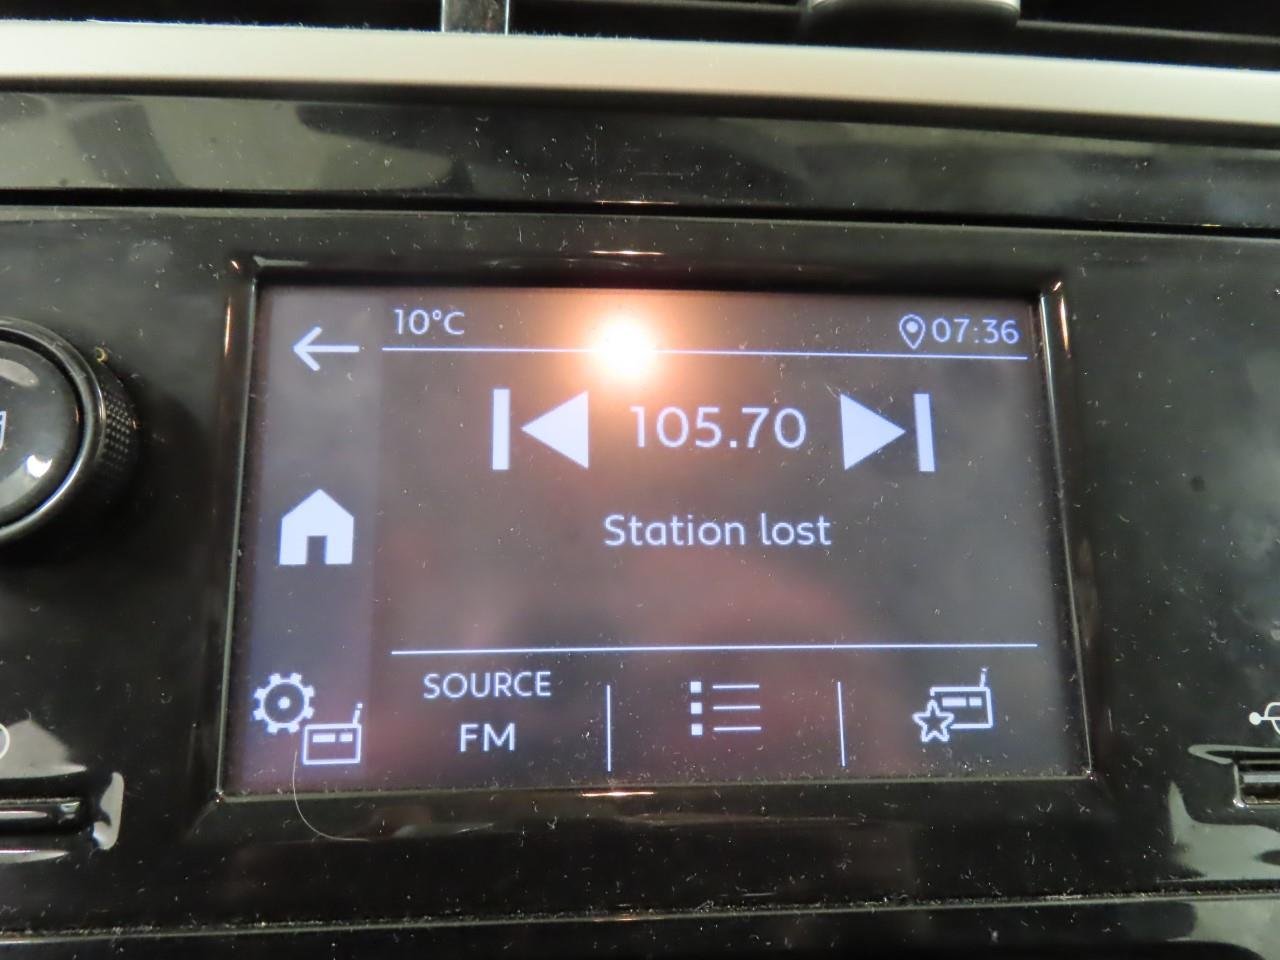 10°C
07:36
105.70
Station lost
SOURCE
FM